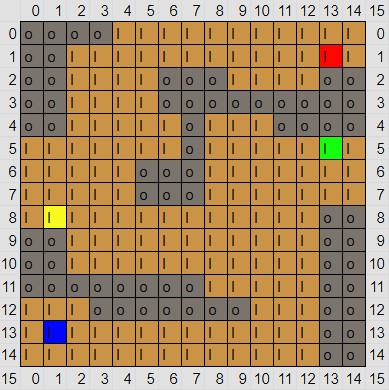 0 1 2 3 4 5 6 7 8 9 10 11 12 13 14 15
0 o o o o l l l l l l l l l l l 0
1 o o l l l l l l l l l l l l l 1
2 o o l l l l o o o l l l l o o 2
3 o o l l l l o o o o o o o o o 3
4 o o l l l l l o l l l o o o o 4
5 l l l l l l l o l l l l l l l 5
6 l l l l l o o o l l l l l l l 6
7 l l l l l o o o l l l l l l l 7
8 l l l l l l l l l l l l l o o 8
9 o o l l l l l l l l l l l o o 9
10 o o l l l l l l l l l l l o o 10
11 o o o o o o o o l l l l l o o 11
12 l l l o o o o o o o l l l o o 12
13 l l l l l l l l l l l l l o o 13
14 l l l l l l l l l l l l l o o 14
15 0 1 2 3 4 5 6 7 8 9 10 11 12 13 14 15